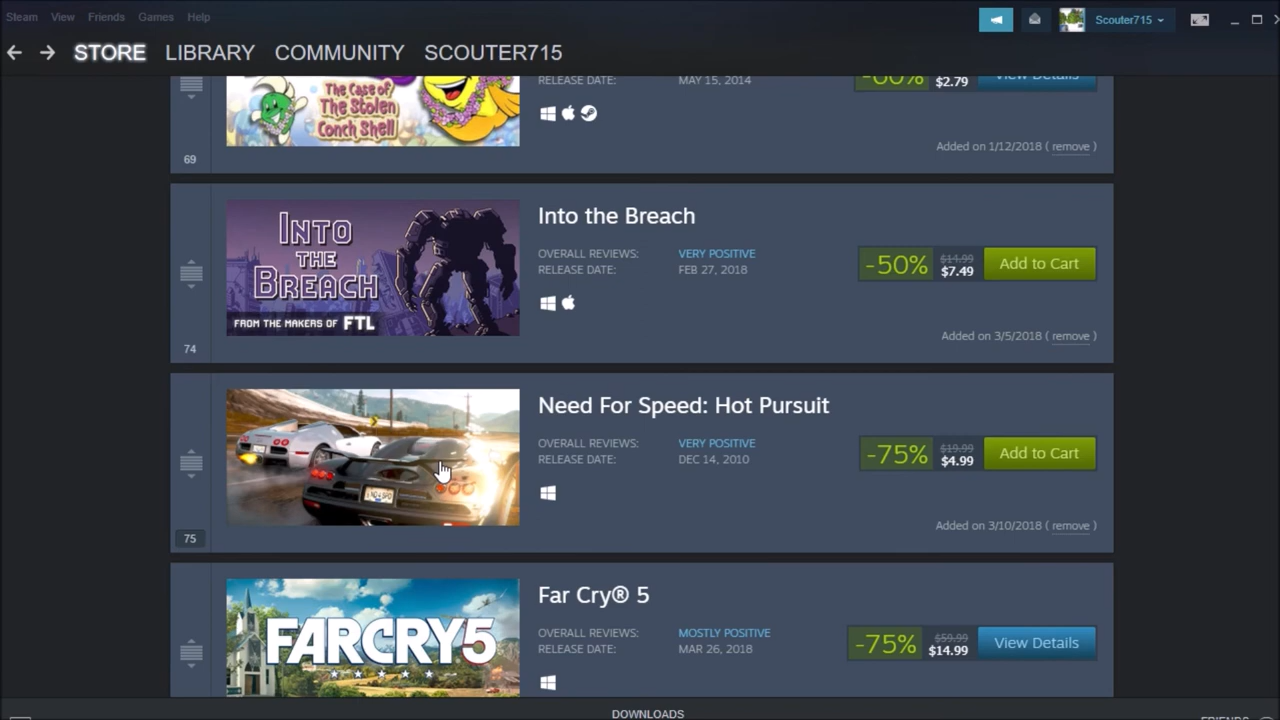 Steam View Friends Games Help
Scouter715
STORE LIBRARY COMMUNITY SCOUTER715
The Case of
The Stolen
Conch Shell
69
RELEASE DATE: MAY 15, 2014
$2.79
View Details
Added on 1/12/2018 ( remove )
INTO
THE
BREACH
FROM THE MAKERS OF FTL
74
Into the Breach
OVERALL REVIEWS: VERY POSITIVE
RELEASE DATE: FEB 27, 2018
-50% $14.99 $7.49 Add to Cart
Added on 3/5/2018 ( remove )
75
Need For Speed: Hot Pursuit
OVERALL REVIEWS: VERY POSITIVE
RELEASE DATE: DEC 14, 2010
-75% $19.99 $4.99 Add to Cart
Added on 3/10/2018 ( remove )
FARCRY5
Far Cry® 5
OVERALL REVIEWS: MOSTLY POSITIVE
RELEASE DATE: MAR 26, 2018
-75% $59.99 $14.99 View Details
DOWNLOADS
FRIENDS